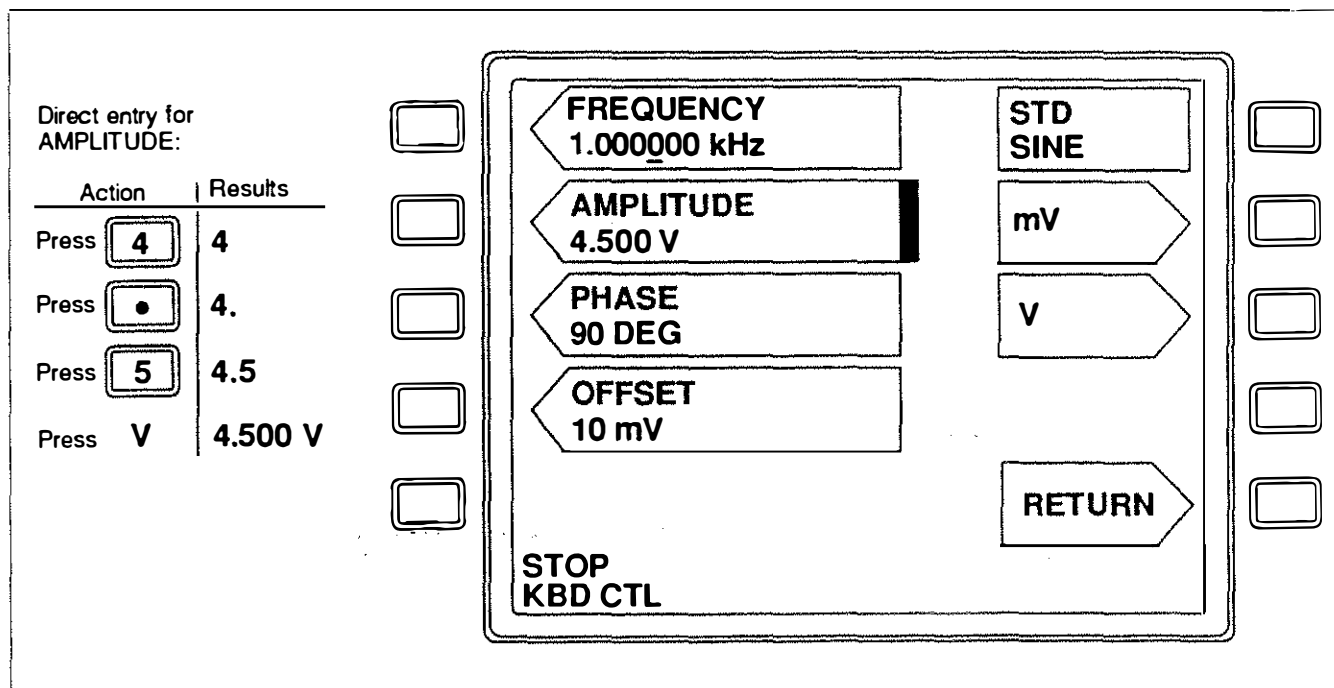 Direct entry for
AMPLITUDE:
Action Results
Press 4 4
Press • 4.
Press 5 4.5
Press V 4.500 V
FREQUENCY
1.000000 kHz
AMPLITUDE
4.500 V
PHASE
90 DEG
OFFSET
10 mV
STOP
KBD CTL
STD
SINE
mV
V
RETURN